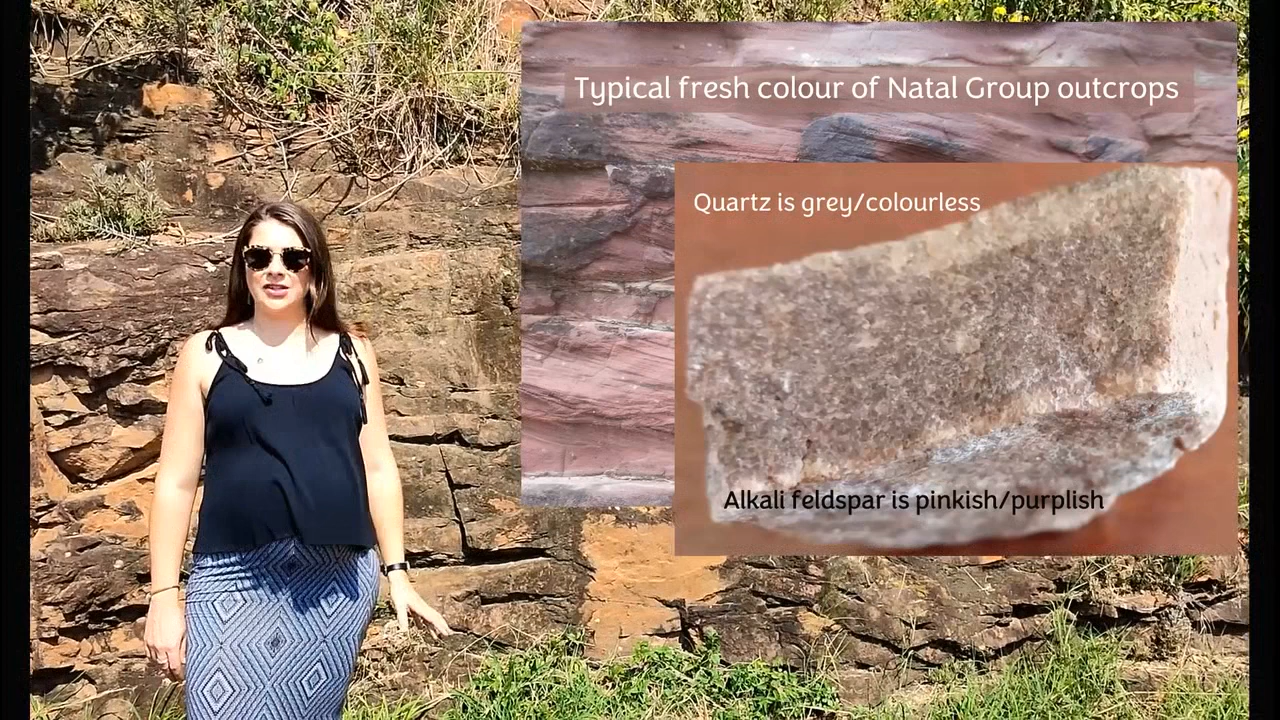 Typical fresh colour of Natal Group outcrops
Quartz is grey/colourless
Alkali feldspar is pinkish/purplish